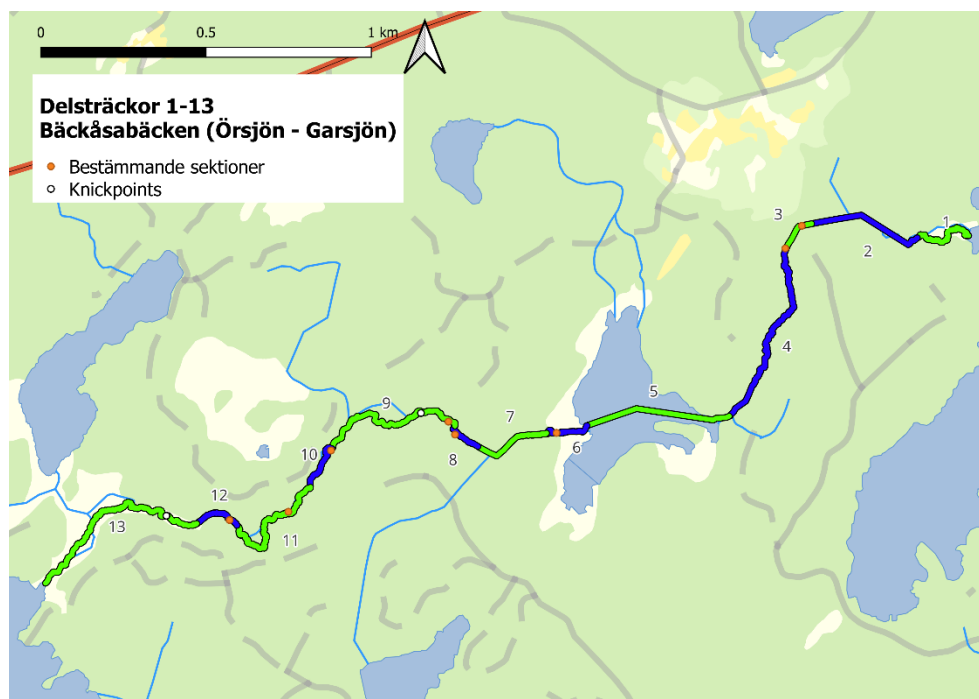 0 0.5 1 km
Delsträckor 1-13
Bäckåsabäcken (Örsjön - Garsjön)
Bestämmande sektioner
Knickpoints
1
2
3
4
5
6
7
8
9
10
11
12
13